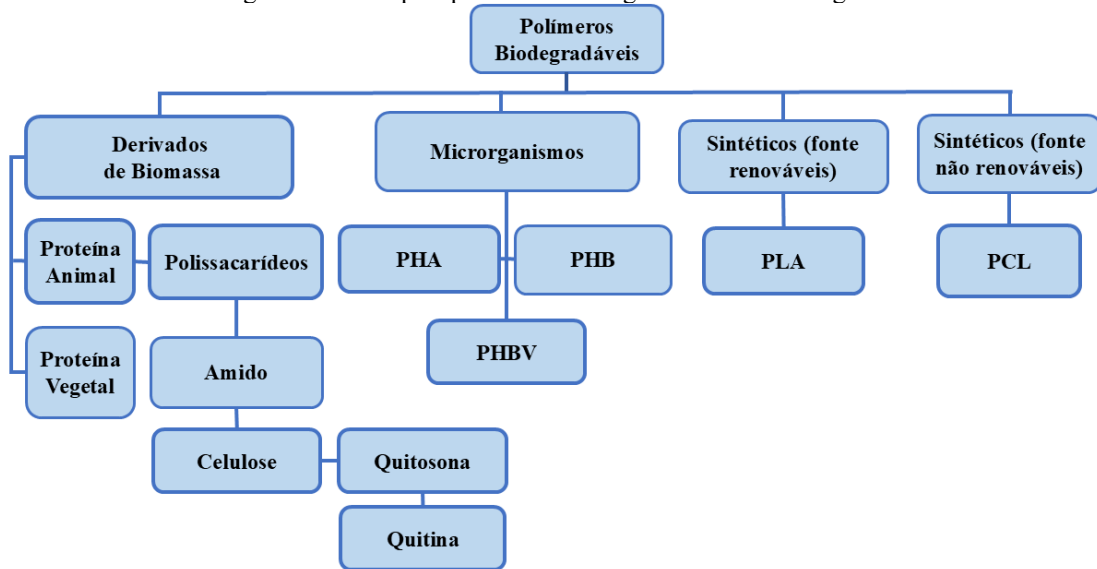 Polímeros
Biodegradáveis
Derivados
de Biomassa
Microrganismos
Sintéticos (fonte
renováveis)
Sintéticos (fonte
não renováveis)
Proteína
Animal
Polissacarídeos
PHA
PHB
PLA
PCL
Proteína
Vegetal
Amido
PHBV
Celulose
Quitosona
Quitina